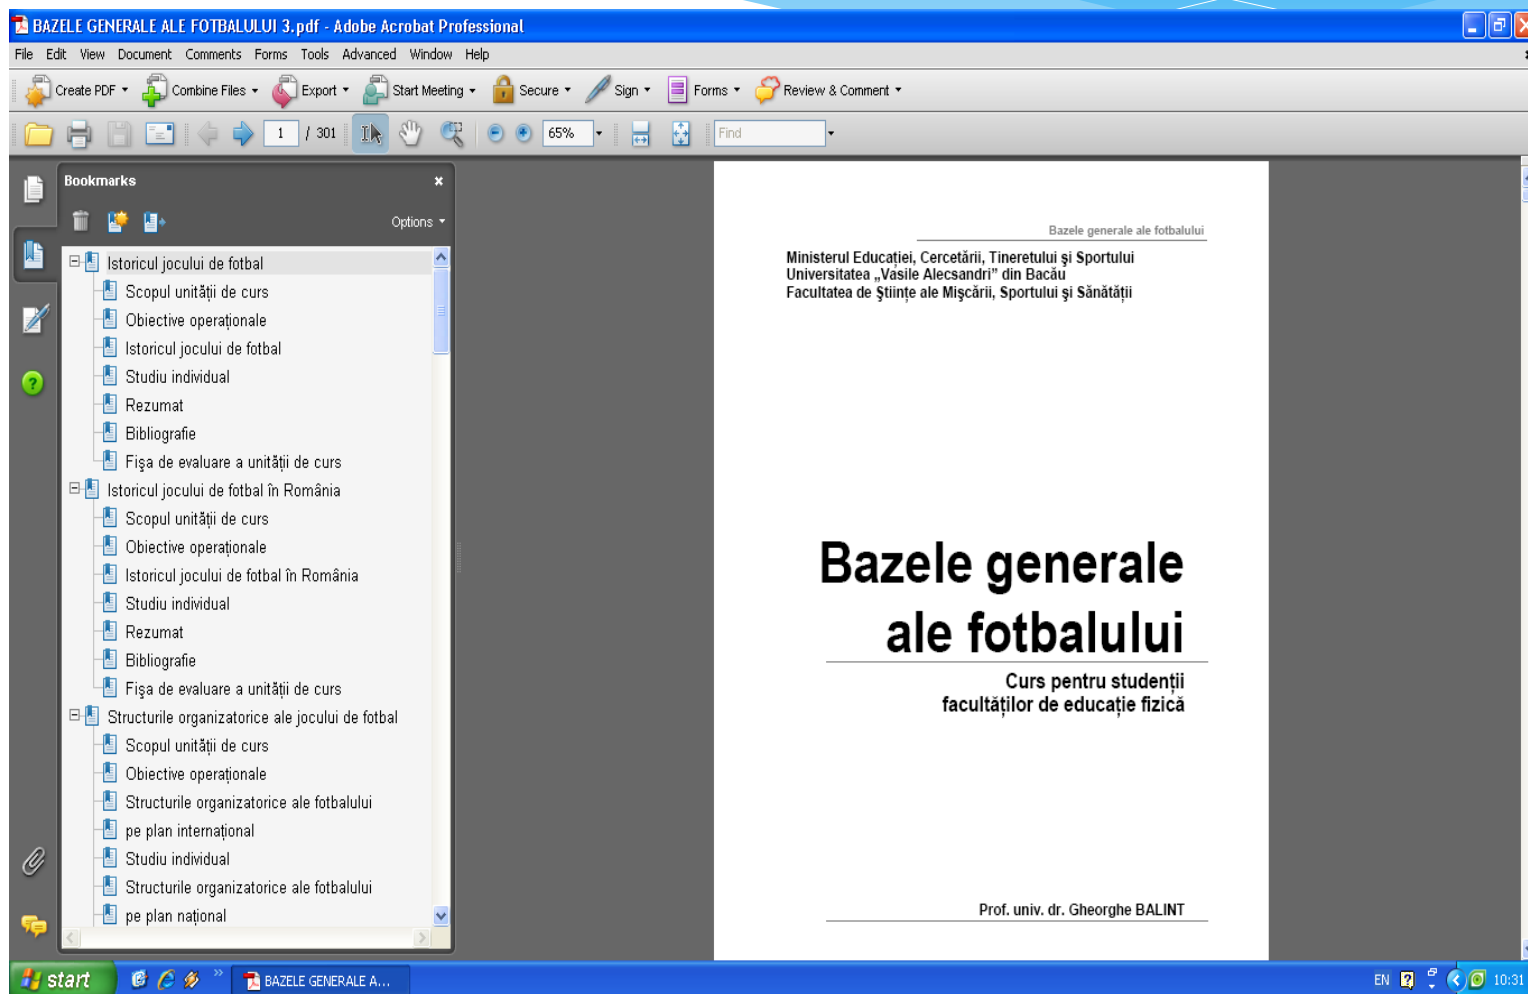 BAZELE GENERALE ALE FOTBALULUI 3.pdf - Adobe Acrobat Professional
File Edit View Document Comments Forms Tools Advanced Window Help
Create PDF Combine Files Export Start Meeting Secure Sign Forms Review & Comment
1 / 301 65% Find
Bookmarks
Options
Istoricul jocului de fotbal
Scopul unității de curs
Obiective operaționale
Istoricul jocului de fotbal
Studiu individual
Rezumat
Bibliografie
Fișa de evaluare a unității de curs
Istoricul jocului de fotbal în România
Scopul unității de curs
Obiective operaționale
Istoricul jocului de fotbal în România
Studiu individual
Rezumat
Bibliografie
Fișa de evaluare a unității de curs
Structurile organizatorice ale jocului de fotbal
Scopul unității de curs
Obiective operaționale
Structurile organizatorice ale fotbalului
pe plan internațional
Studiu individual
Structurile organizatorice ale fotbalului
pe plan național
Bazele generale ale fotbalului
Ministerul Educației, Cercetării, Tineretului și Sportului
Universitatea „Vasile Alecsandri” din Bacău
Facultatea de Științe ale Mișcării, Sportului și Sănătății
Bazele generale
ale fotbalului
Curs pentru studenții
facultăților de educație fizică
Prof. univ. dr. Gheorghe BALINT
start BAZELE GENERALE A... EN 10:31